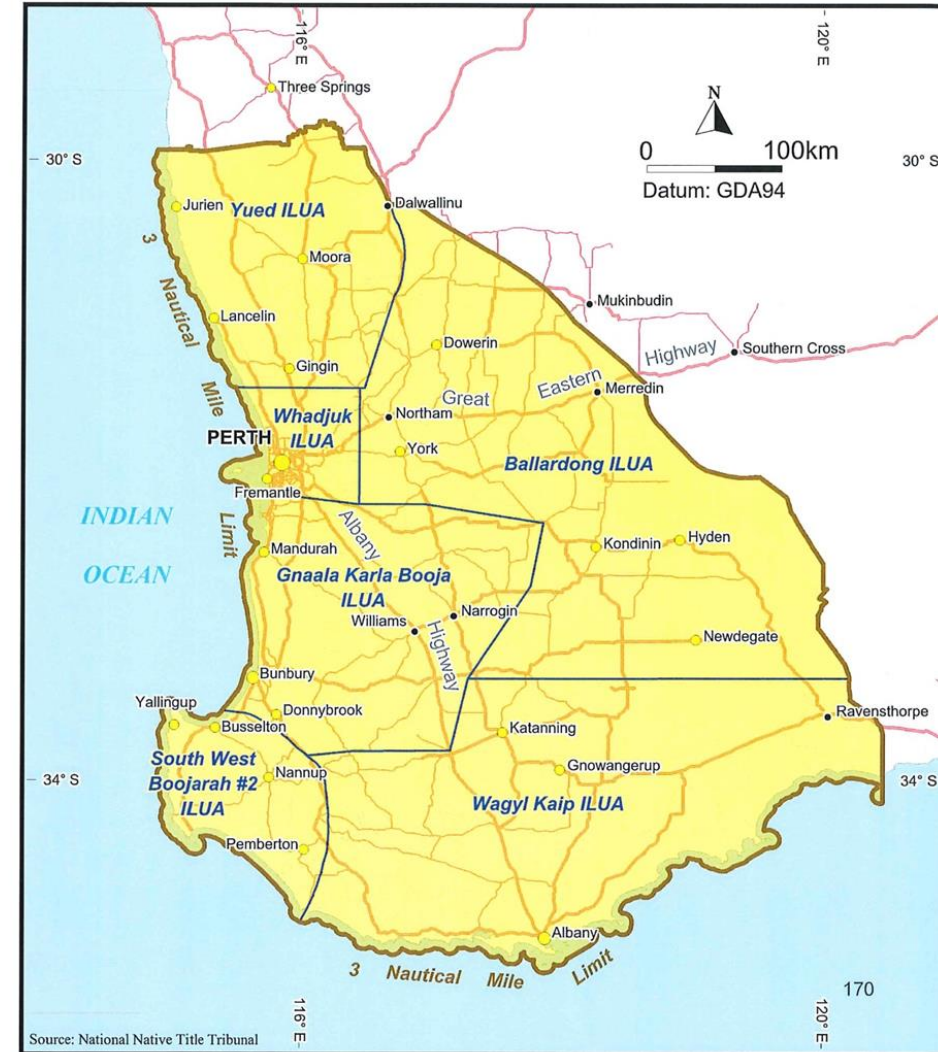 116° E
120° E
Three Springs
N
0 100km
Datum: GDA94
30° S
30° S
Jurien
Yued ILUA
Dalwallinu
Moora
3 Nautical Mile Limit
Mukinbudin
Lancelin
Dowerin
Southern Cross
Great Eastern Highway
Gingin
Merredin
Whadjuk
ILUA
Northam
PERTH
York
Ballardong ILUA
Fremantle
INDIAN
OCEAN
Albany Highway
Mandurah
Kondinin
Hyden
Gnaala Karla Booja
ILUA
Narrogin
Williams
Newdegate
Bunbury
Yallingup
Donnybrook
Busselton
Ravensthorpe
Katanning
South West
Boojarah #2
ILUA
Nannup
Gnowangerup
34° S
34° S
Wagyl Kaip ILUA
Pemberton
Albany
3 Nautical Mile Limit
170
116° E
120° E
Source: National Native Title Tribunal